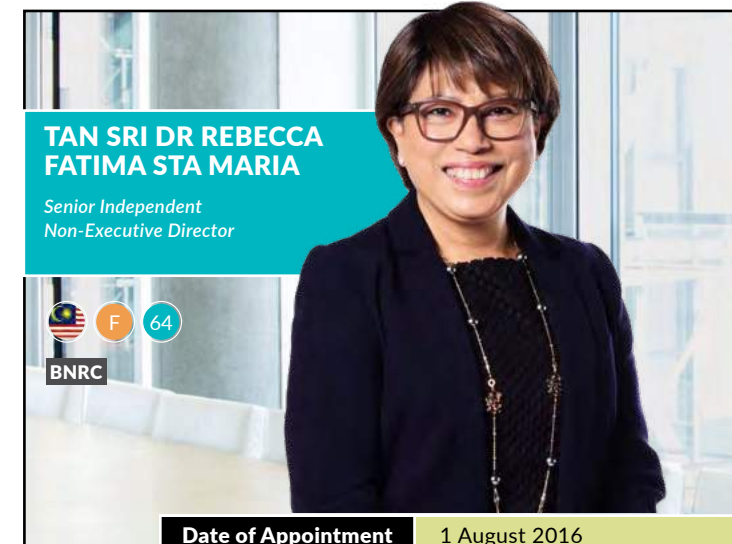 TAN SRI DR REBECCA
FATIMA STA MARIA
Senior Independent
Non-Executive Director
F 64
BNRC
Date of Appointment 1 August 2016